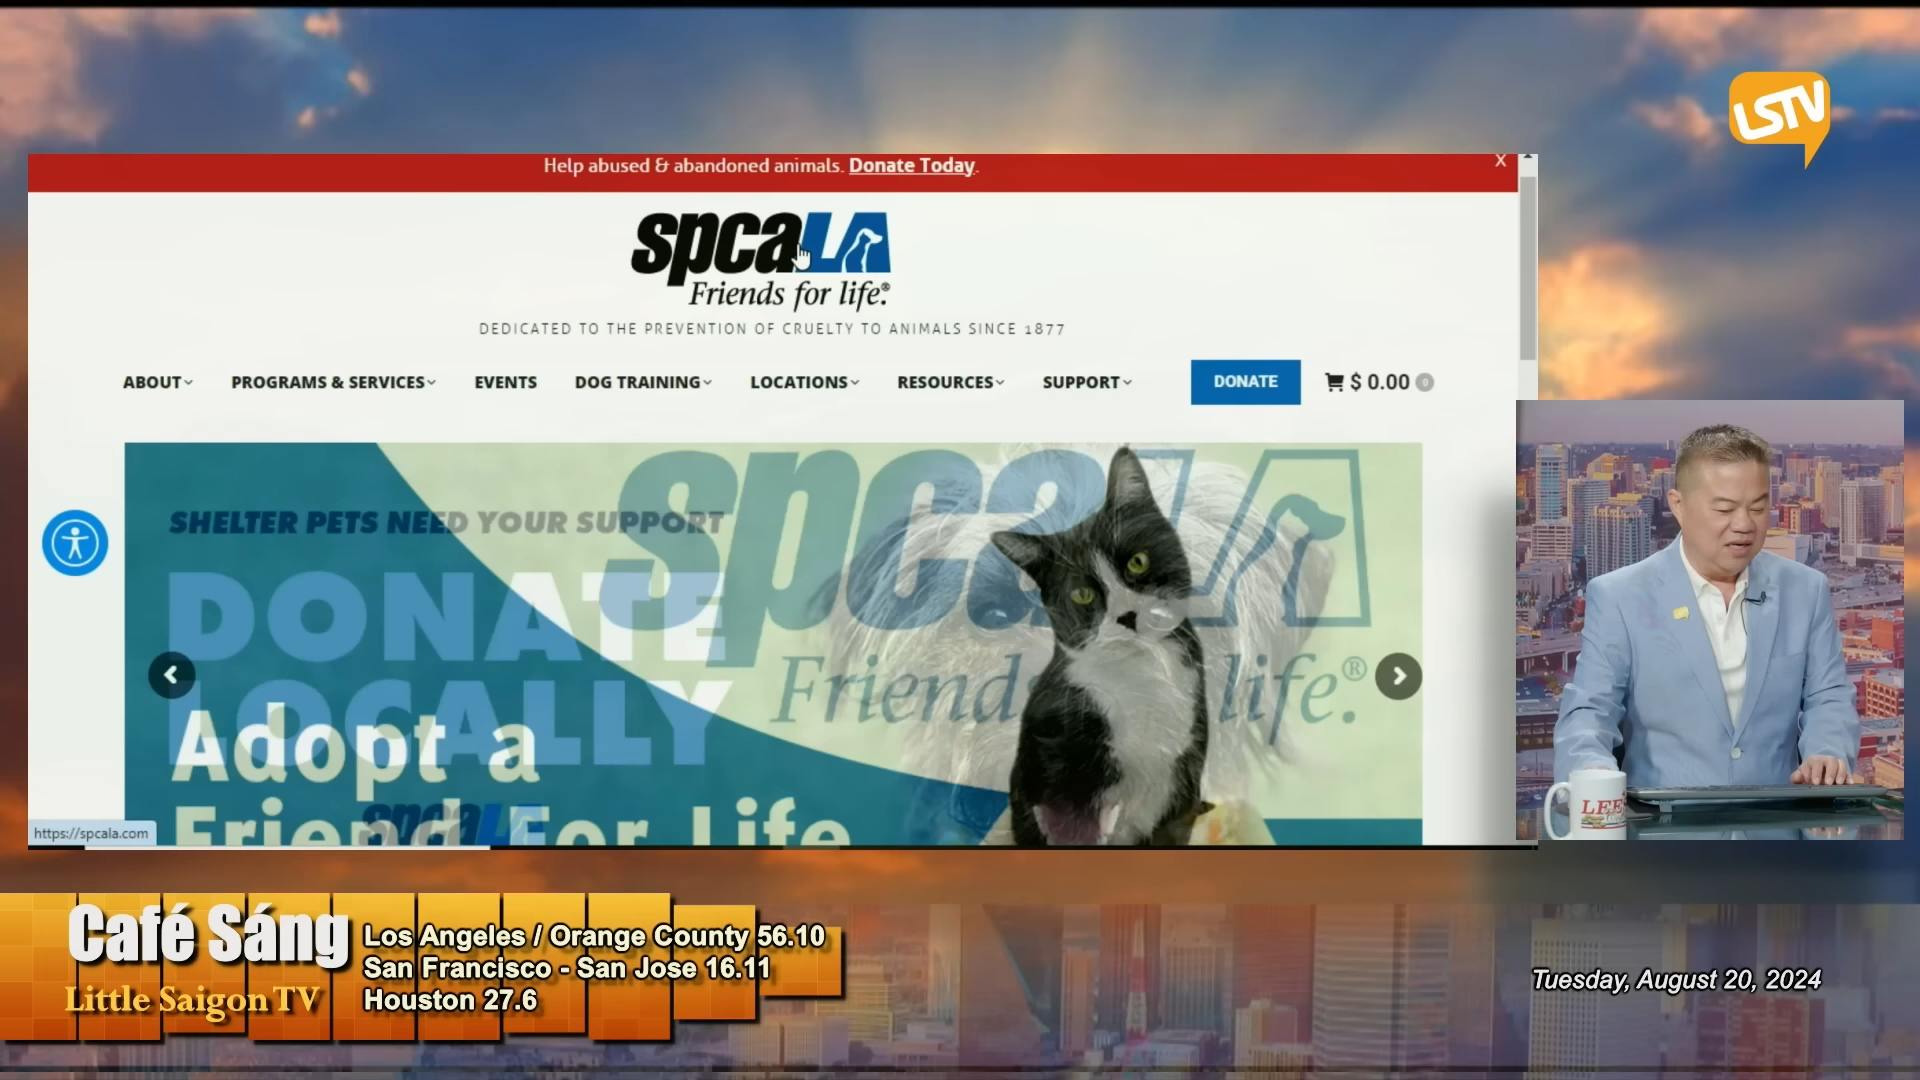 LSTV
Help abused & abandoned animals. Donate Today.
X
spcaLA
Friends for life.®
DEDICATED TO THE PREVENTION OF CRUELTY TO ANIMALS SINCE 1877
ABOUT PROGRAMS & SERVICES EVENTS DOG TRAINING LOCATIONS RESOURCES SUPPORT DONATE $ 0.00 0
SHELTER PETS NEED YOUR SUPPORT
DONATE
LOCALLY
spcaLA
Friends life.®
Adopt a
Friend For Life
spcaLA
https://spcala.com
LEE'S
Café Sáng
Little Saigon TV
Los Angeles / Orange County 56.10
San Francisco - San Jose 16.11
Houston 27.6
Tuesday, August 20, 2024